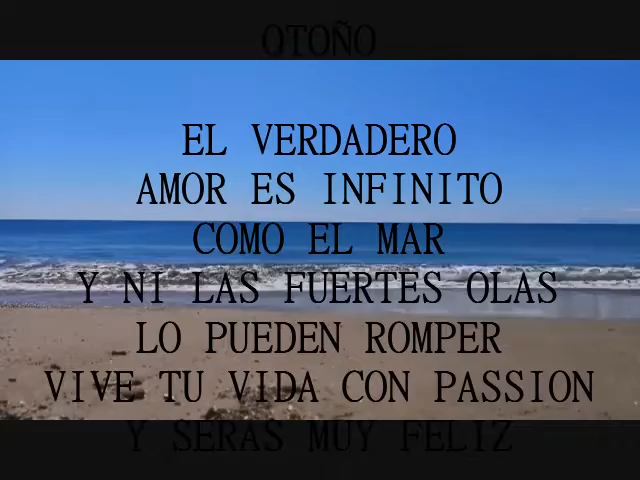 OTOÑO
EL VERDADERO
AMOR ES INFINITO
COMO EL MAR
Y NI LAS FUERTES OLAS
LO PUEDEN ROMPER
VIVE TU VIDA CON PASSION
Y SERAS MUY FELIZ